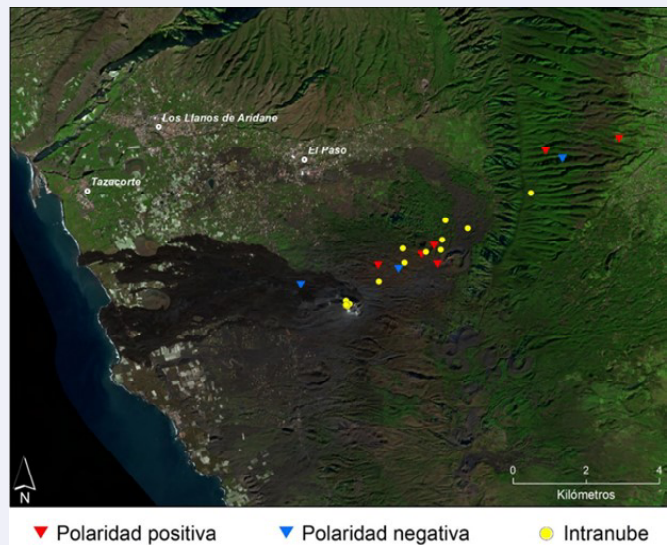 Los Llanos de Aridane
El Paso
Tazacorte
N
0 2 4
Kilómetros
Polaridad positiva Polaridad negativa Intranube